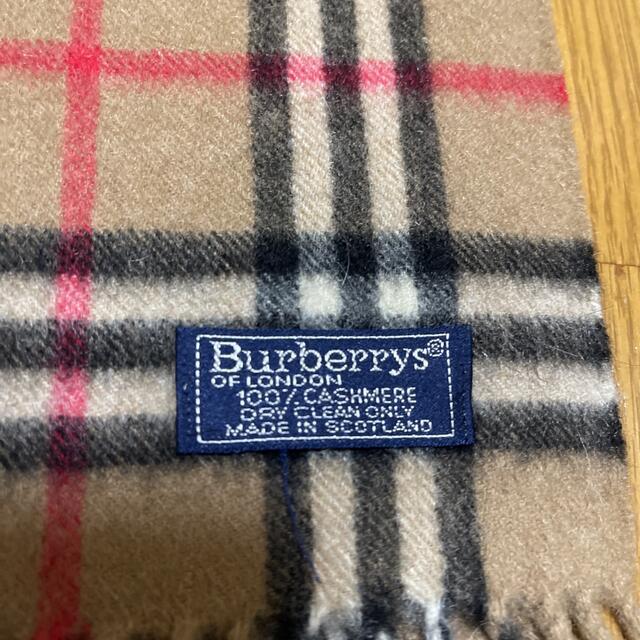 Burberrys®
OF LONDON
100% CASHMERE
DRY CLEAN ONLY
MADE IN SCOTLAND